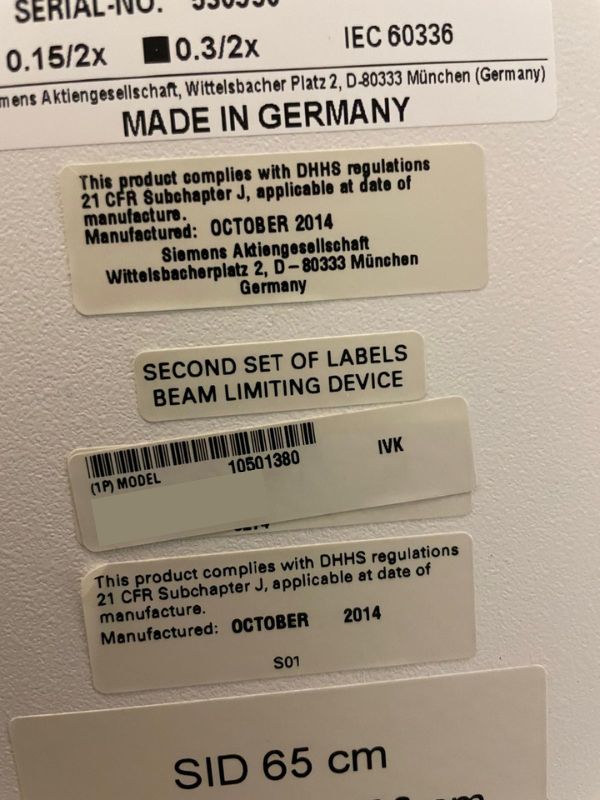 SERIAL-NO.
0.15/2x ■ 0.3/2x IEC 60336
mens Aktiengesellschaft, Wittelsbacher Platz 2, D-80333 München (Germany)
MADE IN GERMANY
This product complies with DHHS regulations
21 CFR Subchapter J, applicable at date of
manufacture.
Manufactured: OCTOBER 2014
Siemens Aktiengesellschaft
Wittelsbacherplatz 2, D-80333 München
Germany
SECOND SET OF LABELS
BEAM LIMITING DEVICE
(1P) MODEL 10501380 IVK
This product complies with DHHS regulations
21 CFR Subchapter J, applicable at date of
manufacture.
Manufactured: OCTOBER 2014
S01
SID 65 cm